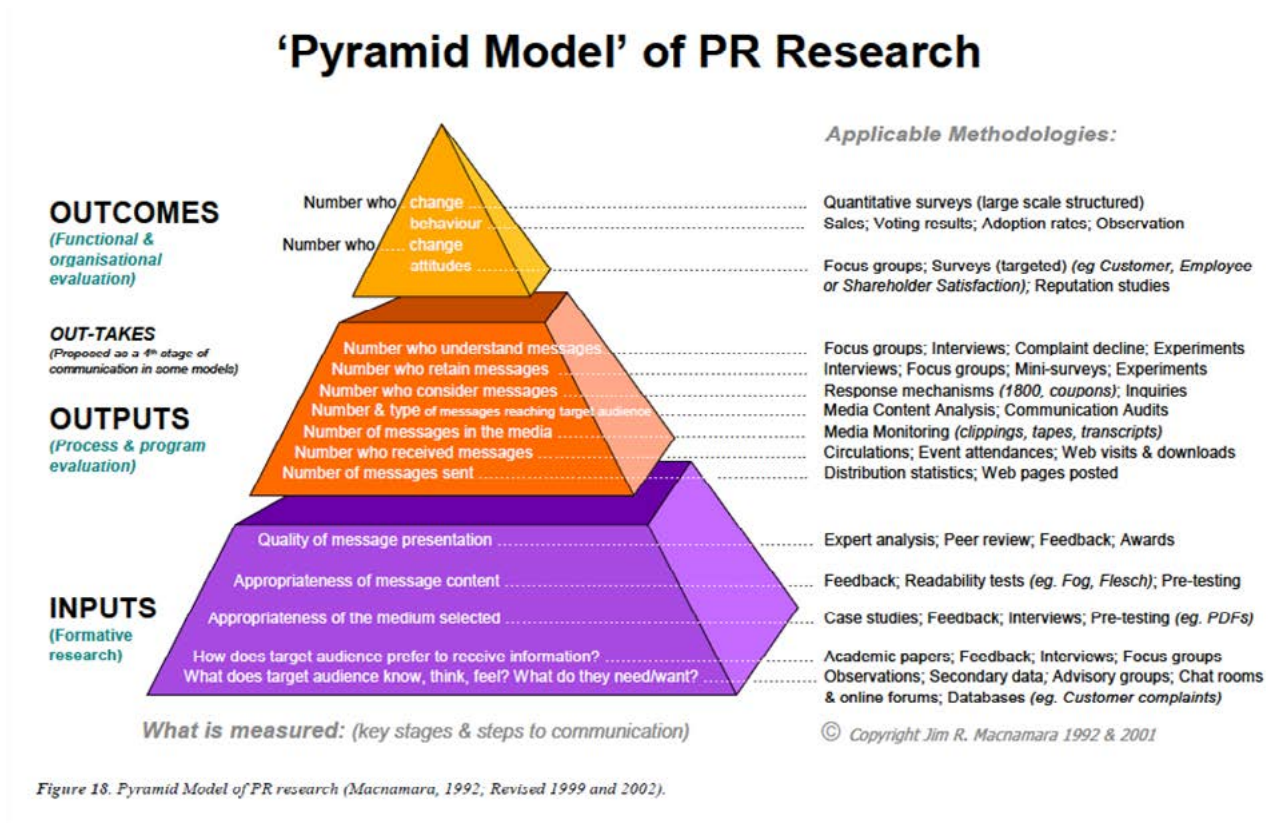 ‘Pyramid Model’ of PR Research
Applicable Methodologies:
OUTCOMES
(Functional &
organisational
evaluation)
Number who change
behaviour
Number who ..... change
attitudes
Quantitative surveys (large scale structured)
Sales; Voting results; Adoption rates; Observation
Focus groups; Surveys (targeted) (eg Customer, Employee
or Shareholder Satisfaction); Reputation studies
OUT-TAKES
(Proposed as a 4th stage of
communication in some models)
OUTPUTS
(Process & program
evaluation)
Number who understand messages
Number who retain messages
Number who consider messages
Number & type of messages reaching target audience
Number of messages in the media
Number who received messages
Number of messages sent
Focus groups; Interviews; Complaint decline; Experiments
Interviews; Focus groups; Mini-surveys; Experiments
Response mechanisms (1800, coupons); Inquiries
Media Content Analysis; Communication Audits
Media Monitoring (clippings, tapes, transcripts)
Circulations; Event attendances; Web visits & downloads
Distribution statistics; Web pages posted
INPUTS
(Formative
research)
Quality of message presentation
Appropriateness of message content
Appropriateness of the medium selected
How does target audience prefer to receive information?
What does target audience know, think, feel? What do they need/want?
Expert analysis; Peer review; Feedback; Awards
Feedback; Readability tests (eg. Fog, Flesch); Pre-testing
Case studies; Feedback; Interviews; Pre-testing (eg. PDFs)
Academic papers; Feedback; Interviews; Focus groups
Observations; Secondary data; Advisory groups; Chat rooms
& online forums; Databases (eg. Customer complaints)
What is measured: (key stages & steps to communication)
© Copyright Jim R. Macnamara 1992 & 2001
Figure 18. Pyramid Model of PR research (Macnamara, 1992; Revised 1999 and 2002).